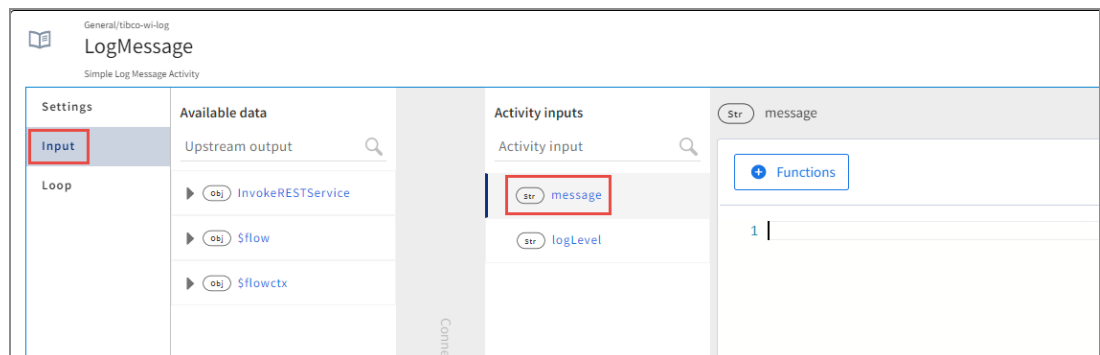 General/tibco-wi-log
LogMessage
Simple Log Message Activity
Settings
Input
Loop
Available data
Upstream output
Obj InvokeRESTService
Obj $flow
Obj $flowctx
Conne
Activity inputs
Activity input
Str message
Str logLevel
Str message
Functions
1